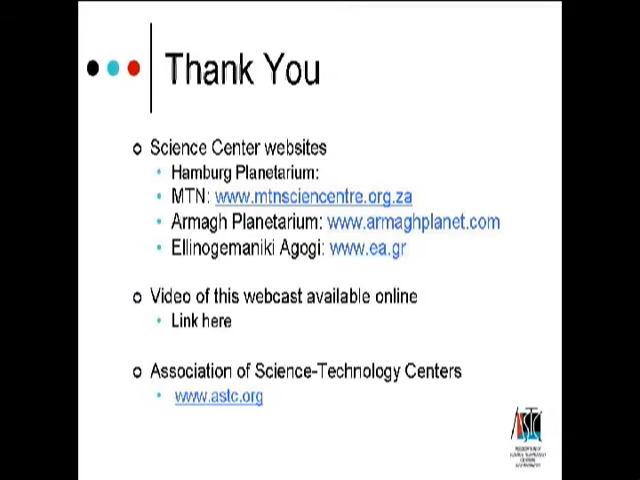 Thank You
Science Center websites
Hamburg Planetarium:
MTN: www.mtnsciencentre.org.za
Armagh Planetarium: www.armaghplanet.com
Ellinogemaniki Agogi: www.ea.gr
Video of this webcast available online
Link here
Association of Science-Technology Centers
www.astc.org
ASTC